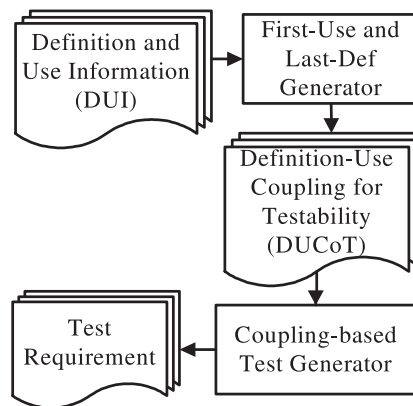 Definition and
Use Information
(DUI)
First-Use and
Last-Def
Generator
Definition-Use
Coupling for
Testability
(DUCoT)
Test
Requirement
Coupling-based
Test Generator